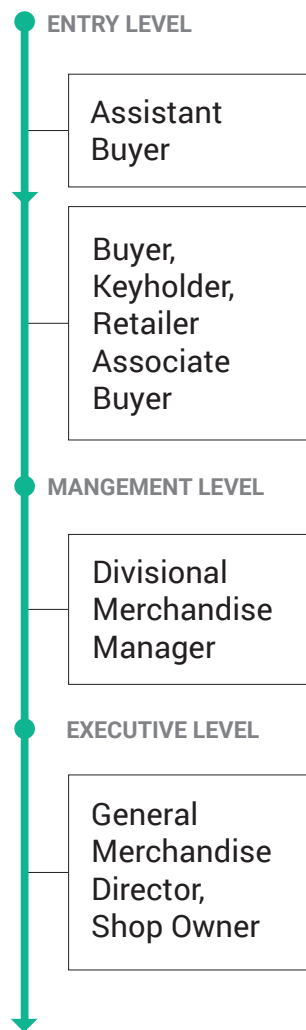 ENTRY LEVEL
Assistant
Buyer
Buyer,
Keyholder,
Retailer
Associate
Buyer
MANGEMENT LEVEL
Divisional
Merchandise
Manager
EXECUTIVE LEVEL
General
Merchandise
Director,
Shop Owner